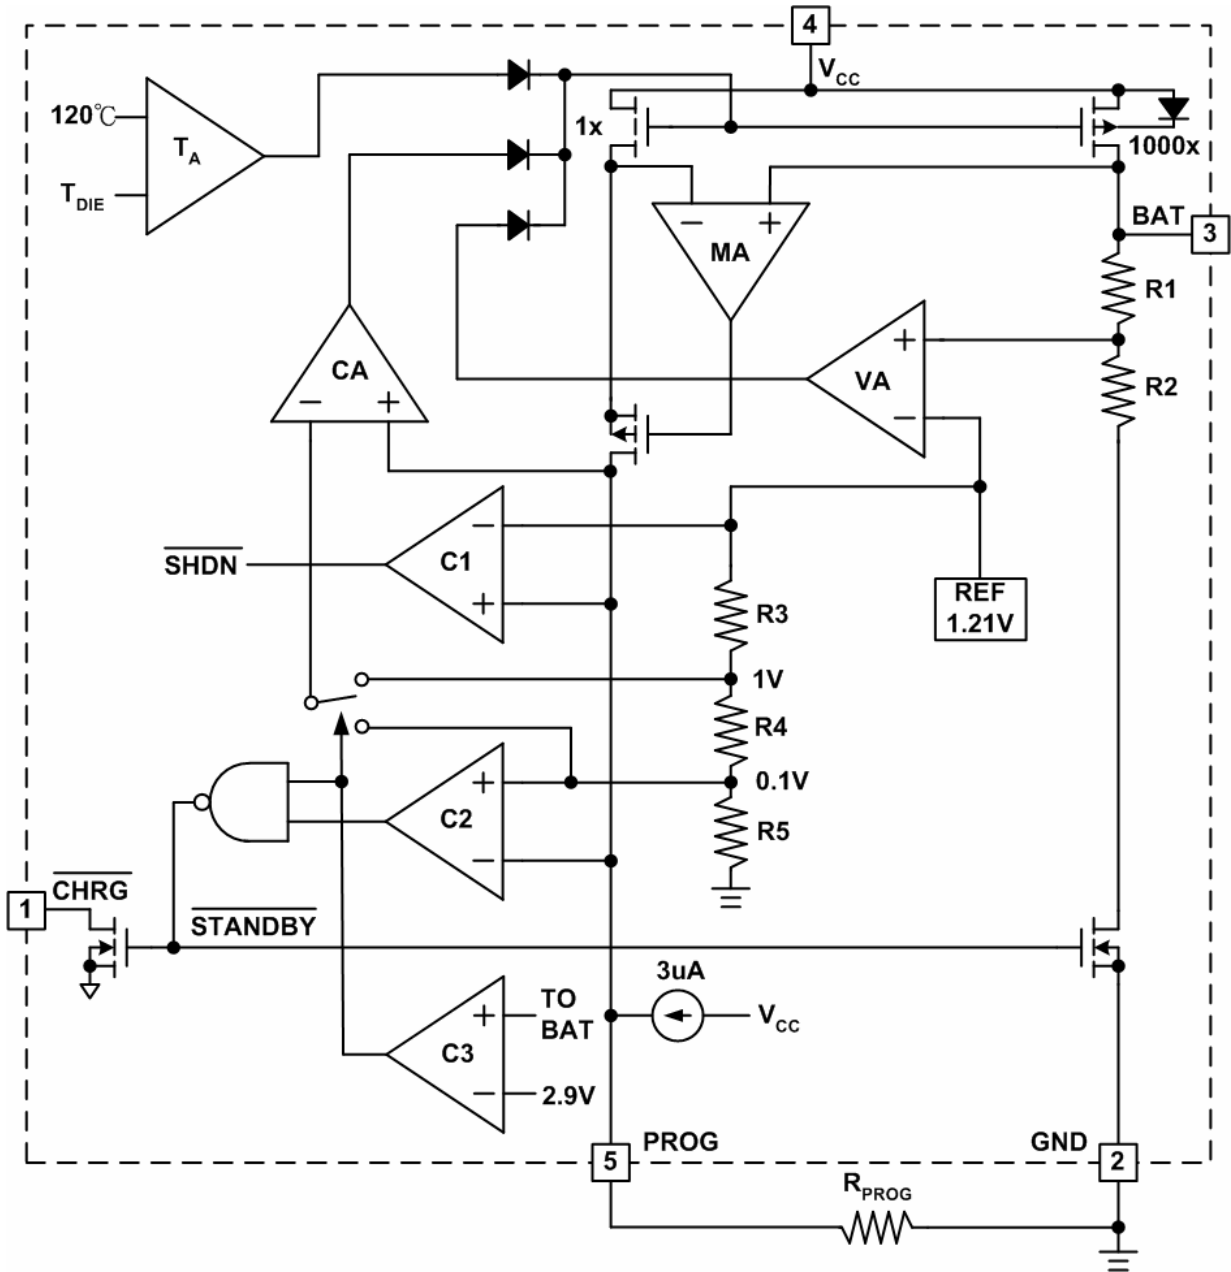 4
VCC
120℃
TA
TDIE
1x
1000x
− +
MA
BAT
3
R1
+
VA
−
R2
CA
− +
−
C1
+
SHDN
REF
1.21V
R3
1V
R4
+
C2
−
0.1V
R5
CHRG
1
STANDBY
3uA
VCC
+
C3
−
TO
BAT
2.9V
PROG
5
GND
2
RPROG